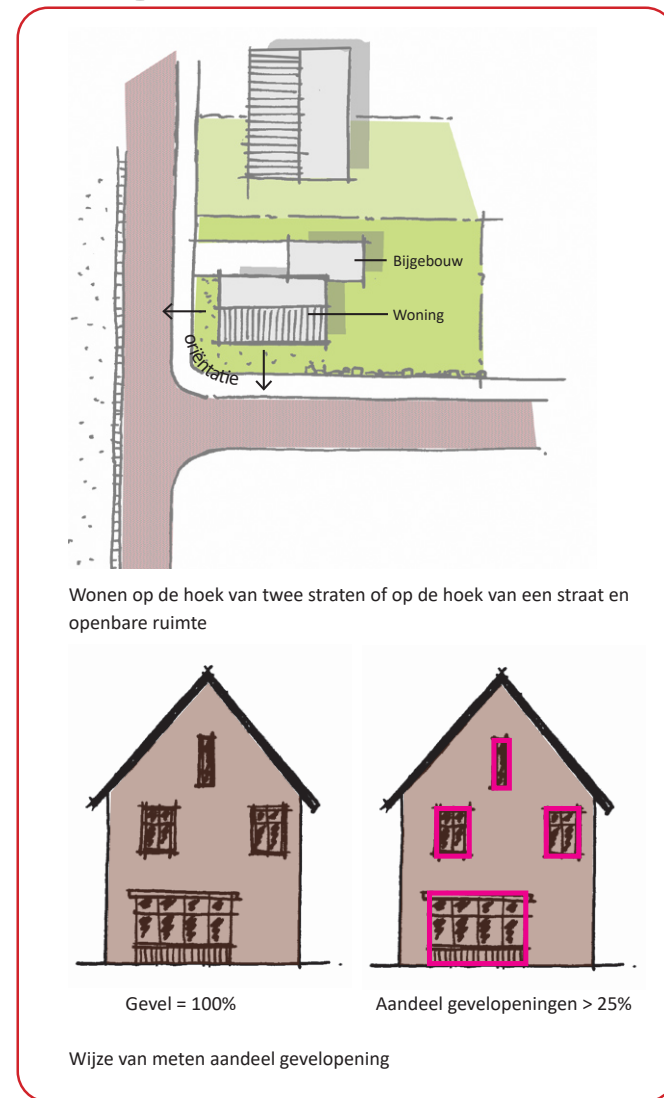 Bijgebouw
Woning
oriëntatie
Wonen op de hoek van twee straten of op de hoek van een straat en
openbare ruimte
Gevel = 100%
Aandeel gevelopeningen > 25%
Wijze van meten aandeel gevelopening